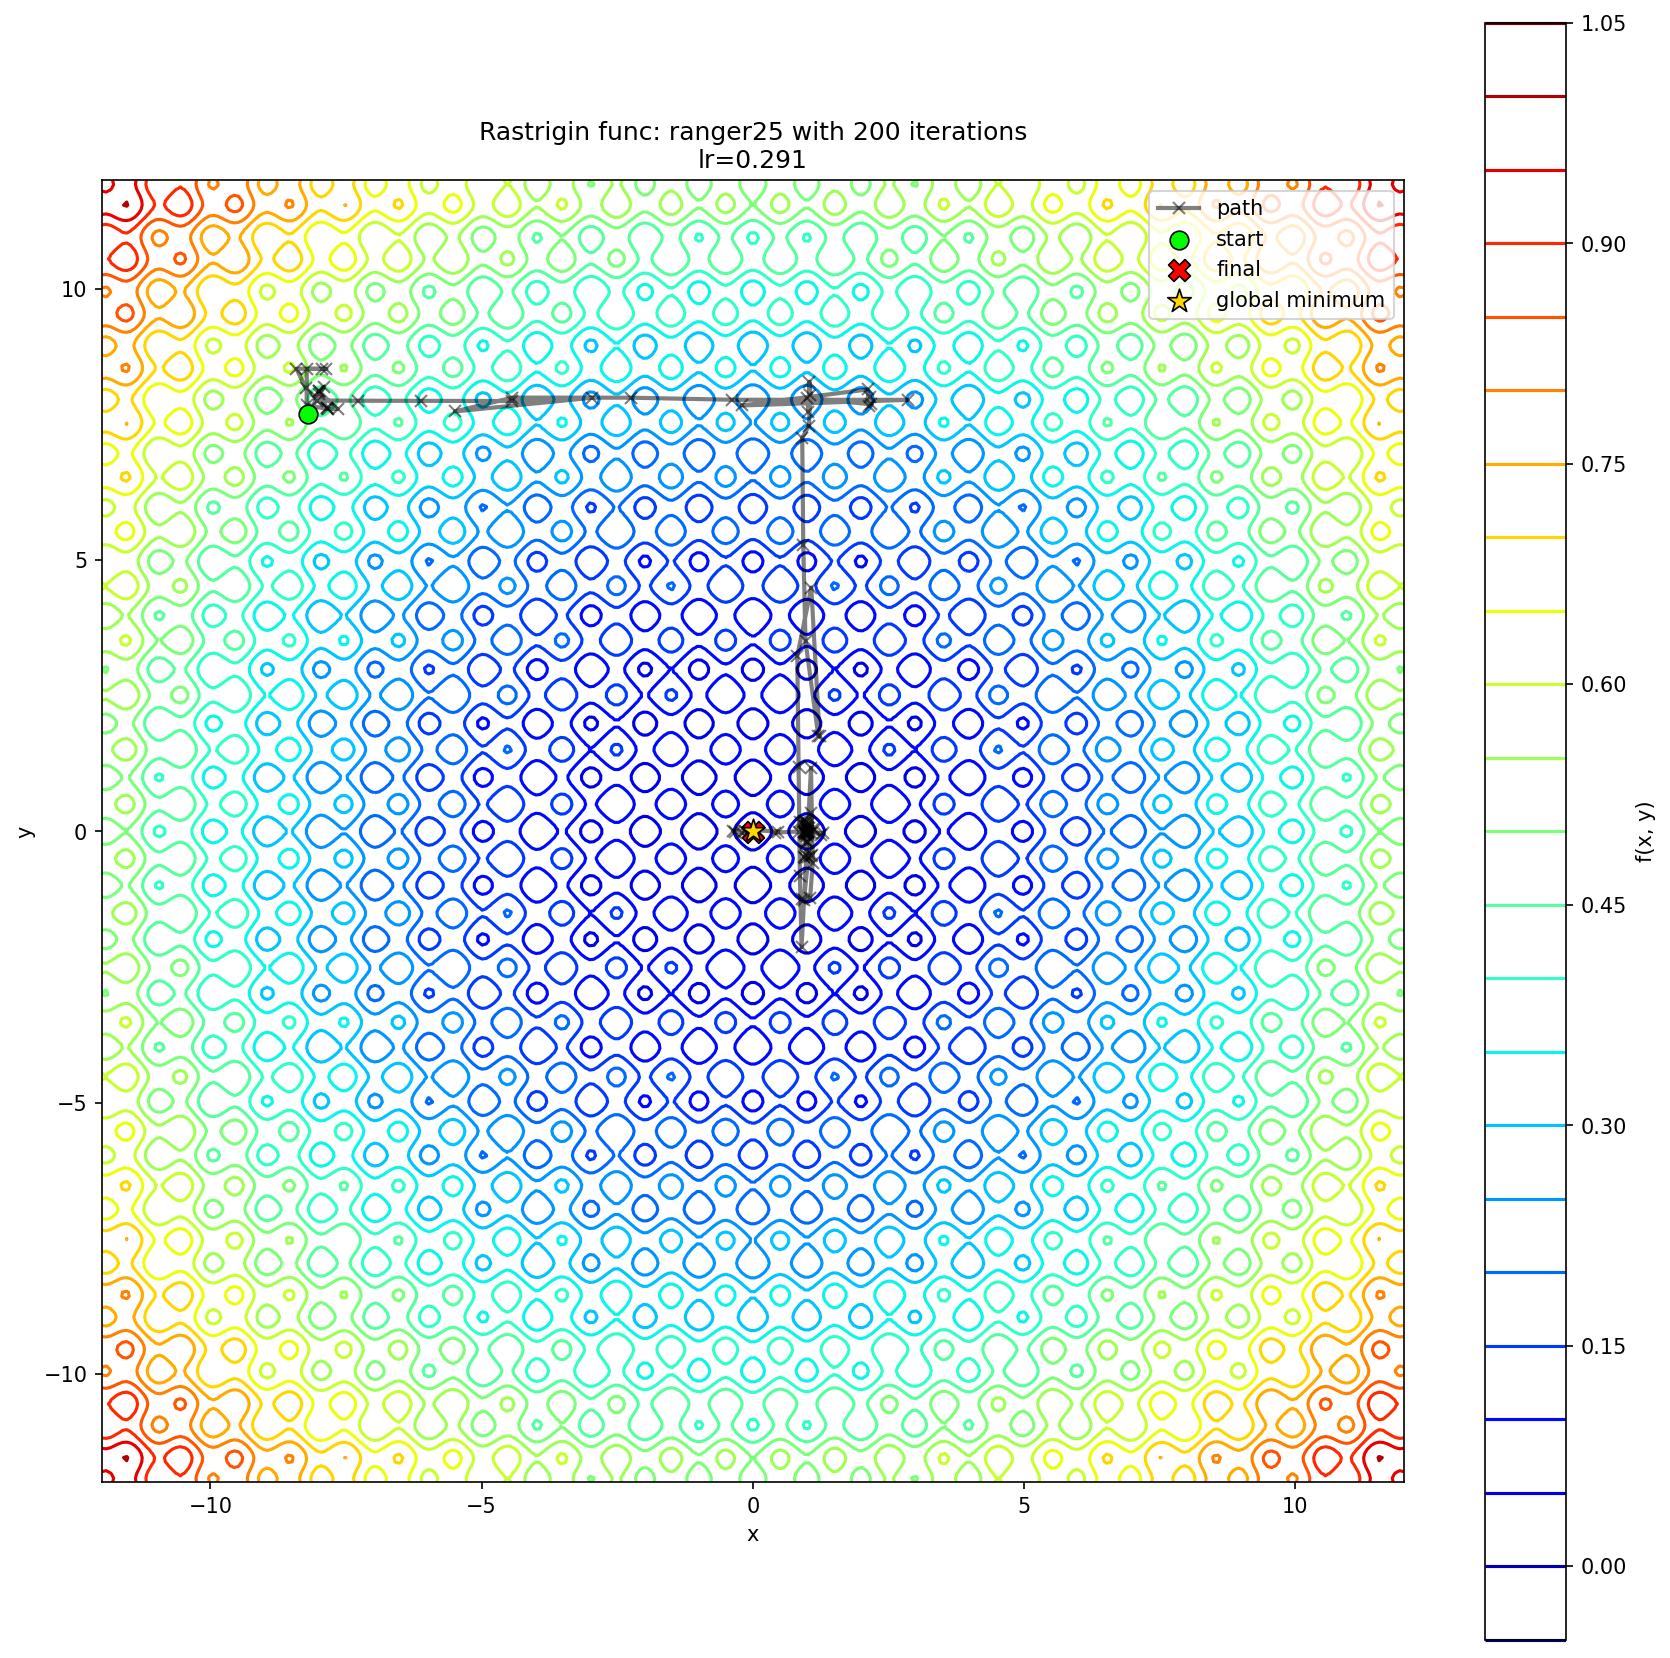 Rastrigin func: ranger25 with 200 iterations
lr=0.291
path
start
final
global minimum
10
5
0
−5
−10
y
−10
−5
0
5
10
x
1.05
0.90
0.75
0.60
0.45
0.30
0.15
0.00
f(x, y)